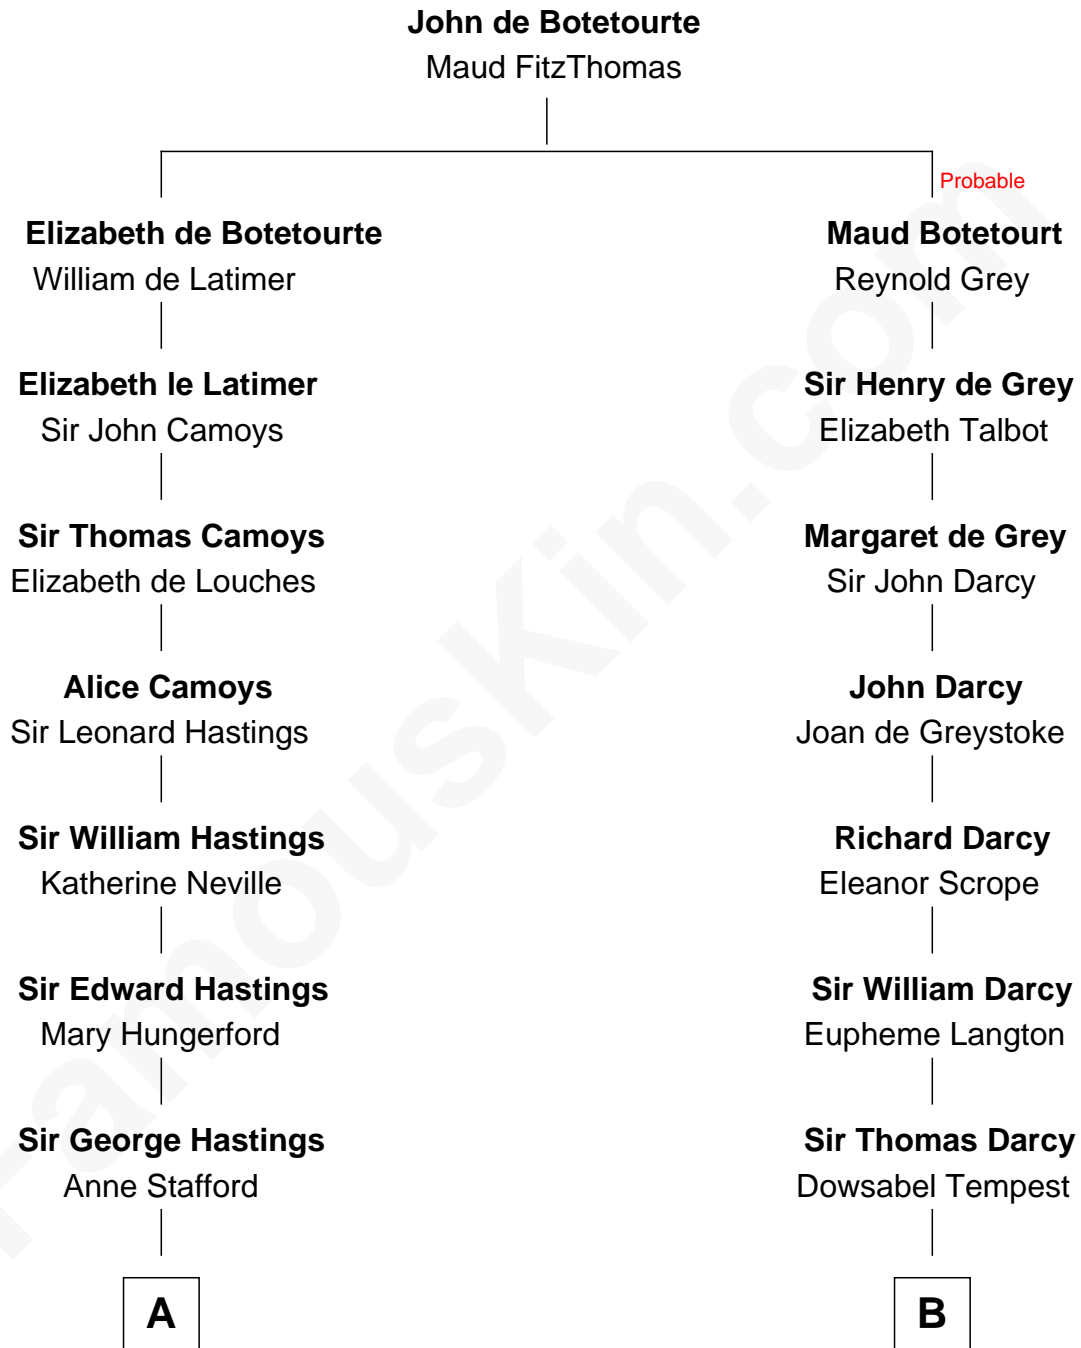 John de Botetourte
Maud FitzThomas
Probable
Elizabeth de Botetourte
William de Latimer
Maud Botetourt
Reynold Grey
Elizabeth le Latimer
Sir John Camoys
Sir Henry de Grey
Elizabeth Talbot
Sir Thomas Camoys
Elizabeth de Louches
Margaret de Grey
Sir John Darcy
Alice Camoys
Sir Leonard Hastings
John Darcy
Joan de Greystoke
Sir William Hastings
Katherine Neville
Richard Darcy
Eleanor Scrope
Sir Edward Hastings
Mary Hungerford
Sir William Darcy
Eupheme Langton
Sir George Hastings
Anne Stafford
Sir Thomas Darcy
Dowsabel Tempest
A
B
FamousKin.com